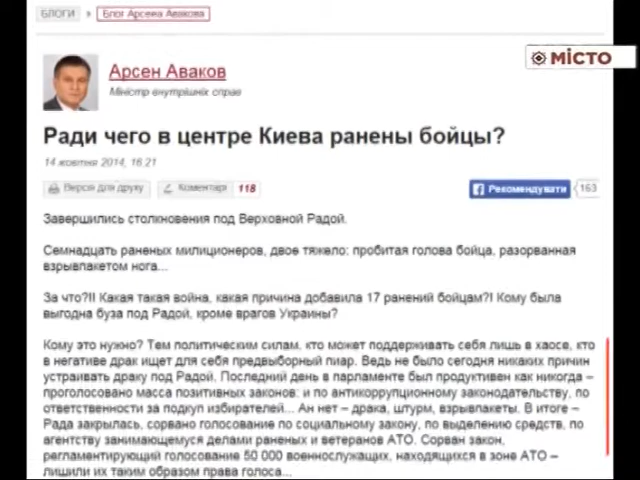 БЛОГИ › Блог Арсена Авакова
МІСТО
Арсен Аваков
Міністр внутрішніх справ
Ради чего в центре Киева ранены бойцы?
14 жовтня 2014, 16:21
Версія для друку Коментарі 118 Рекомендувати 163
Завершились столкновения под Верховной Радой.
Семнадцать раненых милиционеров, двое тяжело: пробитая голова бойца, разорванная
взрывпакетом нога...
За что?!! Какая такая война, какая причина добавила 17 ранений бойцам?! Кому была
выгодна буза под Радой, кроме врагов Украины?
Кому это нужно? Тем политическим силам, кто может поддерживать себя лишь в хаосе, кто
в негативе драк ищет для себя предвыборный пиар. Ведь не было сегодня никаких причин
устраивать драку под Радой. Последний день в парламенте был продуктивен как никогда –
проголосовано масса позитивных законов: и по антикоррупционному законодательству, по
ответственности за подкуп избирателей... Ан нет – драка, штурм, взрывпакеты. В итоге –
Рада закрылась, сорвано голосование по социальному закону, по выделению средств, по
агентству занимающемуся делами раненых и ветеранов АТО. Сорван закон,
регламентирующий голосование 50 000 военнослужащих, находящихся в зоне АТО –
лишили их таким образом права голоса...